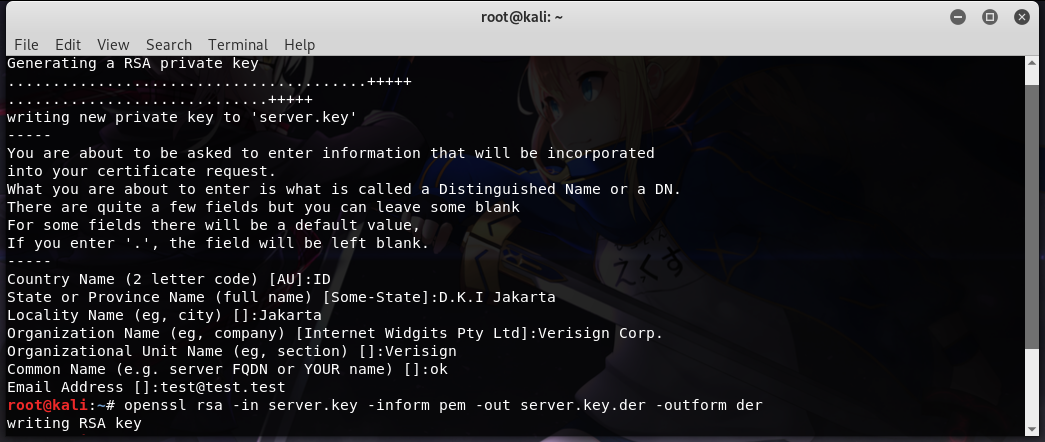 root@kali: ~
File Edit View Search Terminal Help
Generating a RSA private key
........................................+++++
.............................+++++
writing new private key to 'server.key'
-----
You are about to be asked to enter information that will be incorporated
into your certificate request.
What you are about to enter is what is called a Distinguished Name or a DN.
There are quite a few fields but you can leave some blank
For some fields there will be a default value,
If you enter '.', the field will be left blank.
-----
Country Name (2 letter code) [AU]:ID
State or Province Name (full name) [Some-State]:D.K.I Jakarta
Locality Name (eg, city) []:Jakarta
Organization Name (eg, company) [Internet Widgits Pty Ltd]:Verisign Corp.
Organizational Unit Name (eg, section) []:Verisign
Common Name (e.g. server FQDN or YOUR name) []:ok
Email Address []:test@test.test
root@kali:~# openssl rsa -in server.key -inform pem -out server.key.der -outform der
writing RSA key
えくす